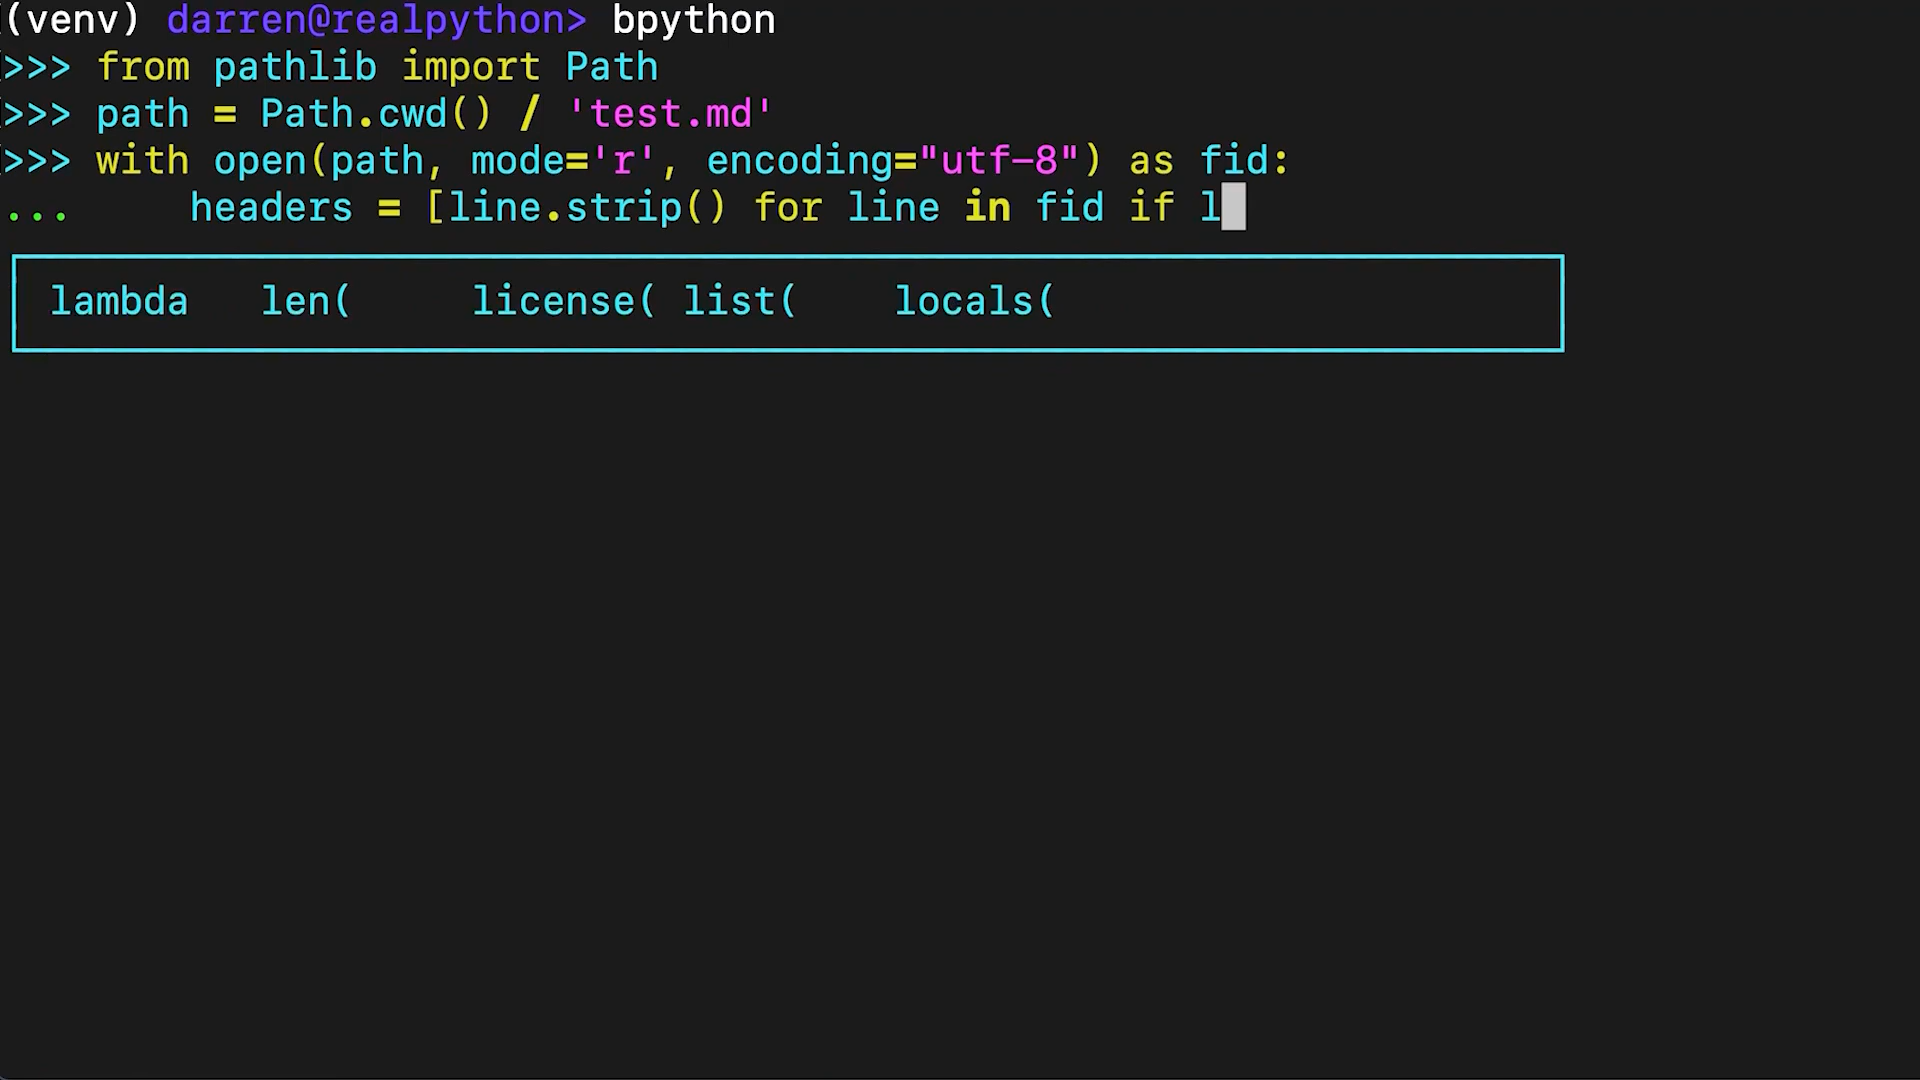 (venv) darren@realpython> bpython
>>> from pathlib import Path
>>> path = Path.cwd() / 'test.md'
>>> with open(path, mode='r', encoding="utf-8") as fid:
...     headers = [line.strip() for line in fid if l
lambda   len(     license( list(    locals(